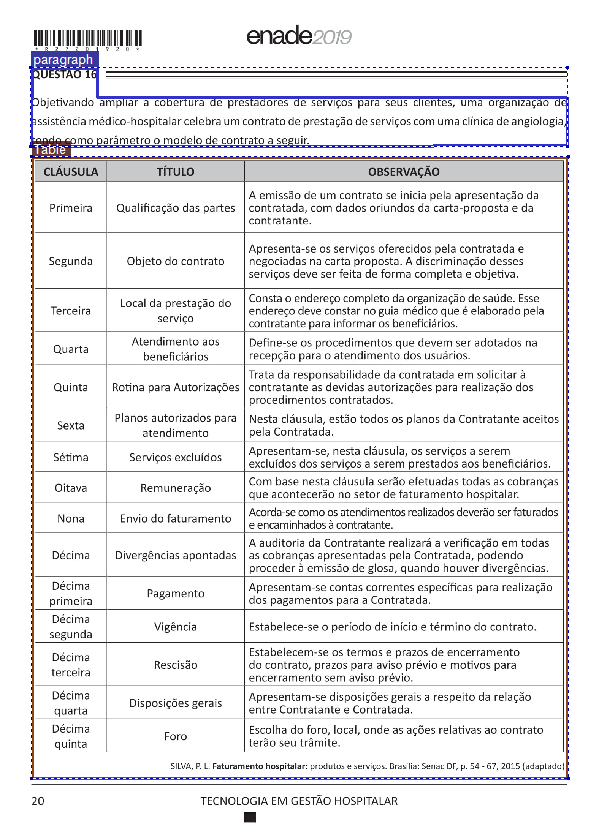 *R27201920*
enade2019
paragraph
QUESTÃO 16
Objetivando ampliar a cobertura de prestadores de serviços para seus clientes, uma organização de
assistência médico-hospitalar celebra um contrato de prestação de serviços com uma clínica de angiologia,
tendo como parâmetro o modelo de contrato a seguir.
Table
CLÁUSULA TÍTULO OBSERVAÇÃO
Primeira Qualificação das partes A emissão de um contrato se inicia pela apresentação da
contratada, com dados oriundos da carta-proposta e da
contratante.
Segunda Objeto do contrato Apresenta-se os serviços oferecidos pela contratada e
negociadas na carta proposta. A discriminação desses
serviços deve ser feita de forma completa e objetiva.
Terceira Local da prestação do
serviço
Consta o endereço completo da organização de saúde. Esse
endereço deve constar no guia médico que é elaborado pela
contratante para informar os beneficiários.
Quarta Atendimento aos
beneficiários
Define-se os procedimentos que devem ser adotados na
recepção para o atendimento dos usuários.
Quinta Rotina para Autorizações Trata da responsabilidade da contratada em solicitar à
contratante as devidas autorizações para realização dos
procedimentos contratados.
Sexta Planos autorizados para
atendimento
Nesta cláusula, estão todos os planos da Contratante aceitos
pela Contratada.
Sétima Serviços excluídos Apresentam-se, nesta cláusula, os serviços a serem
excluídos dos serviços a serem prestados aos beneficiários.
Oitava Remuneração Com base nesta cláusula serão efetuadas todas as cobranças
que acontecerão no setor de faturamento hospitalar.
Nona Envio do faturamento Acorda-se como os atendimentos realizados deverão ser faturados
e encaminhados à contratante.
Décima Divergências apontadas A auditoria da Contratante realizará a verificação em todas
as cobranças apresentadas pela Contratada, podendo
proceder à emissão de glosa, quando houver divergências.
Décima
primeira
Pagamento Apresentam-se contas correntes específicas para realização
dos pagamentos para a Contratada.
Décima
segunda
Vigência Estabelece-se o período de início e término do contrato.
Décima
terceira
Rescisão Estabelecem-se os termos e prazos de encerramento
do contrato, prazos para aviso prévio e motivos para
encerramento sem aviso prévio.
Décima
quarta
Disposições gerais Apresentam-se disposições gerais a respeito da relação
entre Contratante e Contratada.
Décima
quinta
Foro Escolha do foro, local, onde as ações relativas ao contrato
terão seu trâmite.
SILVA, P. L. Faturamento hospitalar: produtos e serviços. Brasília: Senac DF, p. 54 - 67, 2015 (adaptado)
20 TECNOLOGIA EM GESTÃO HOSPITALAR